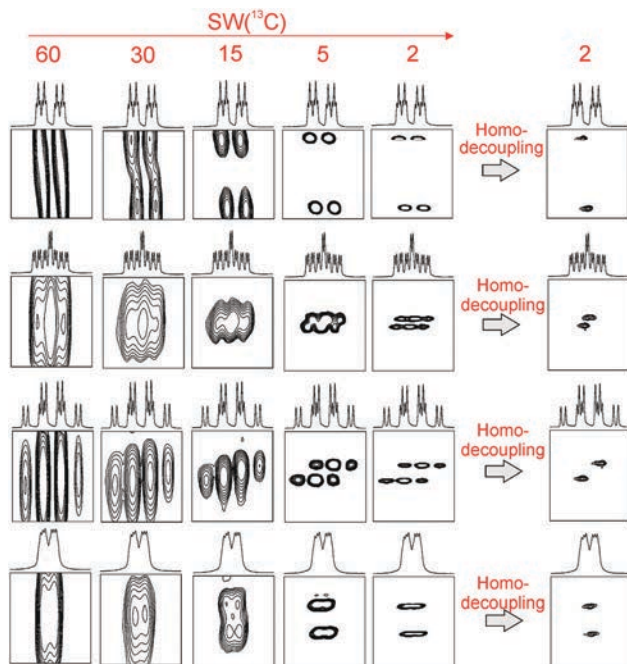 SW(¹³C)
60 30 15 5 2 2
Homo-
decoupling
Homo-
decoupling
Homo-
decoupling
Homo-
decoupling